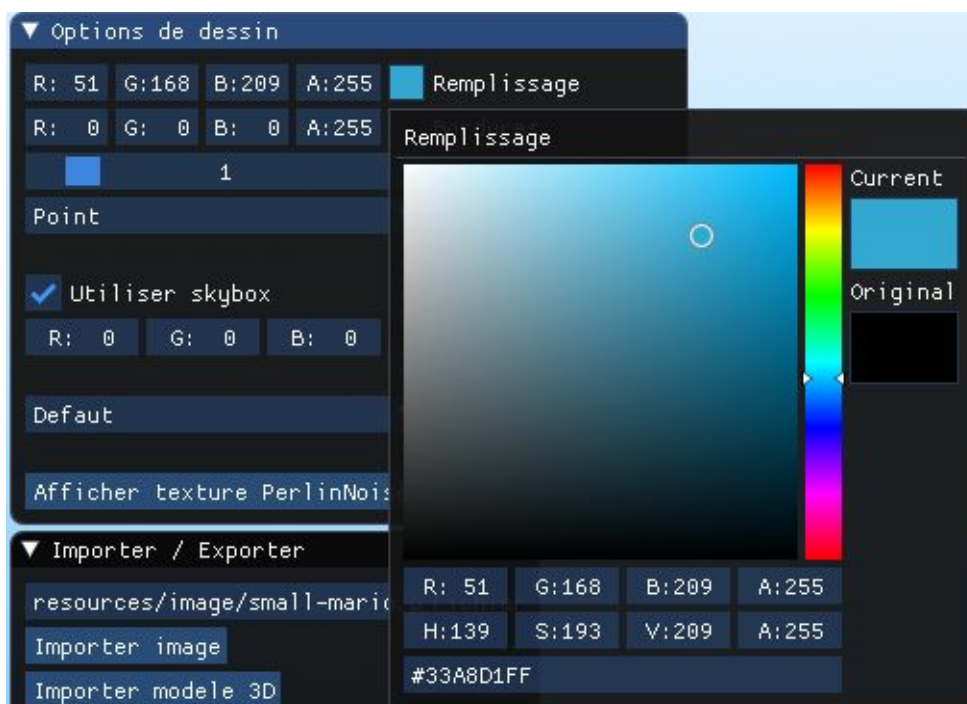 Options de dessin
R: 51 G:168 B:209 A:255 Remplissage
R: 0 G: 0 B: 0 A:255
Remplissage
1
Point
Current
Utiliser skybox
Original
R: 0 G: 0 B: 0
Defaut
Afficher texture PerlinNois
Importer / Exporter
resources/image/small-mario
Importer image
Importer modele 3D
R: 51 G:168 B:209 A:255
H:139 S:193 V:209 A:255
#33A8D1FF